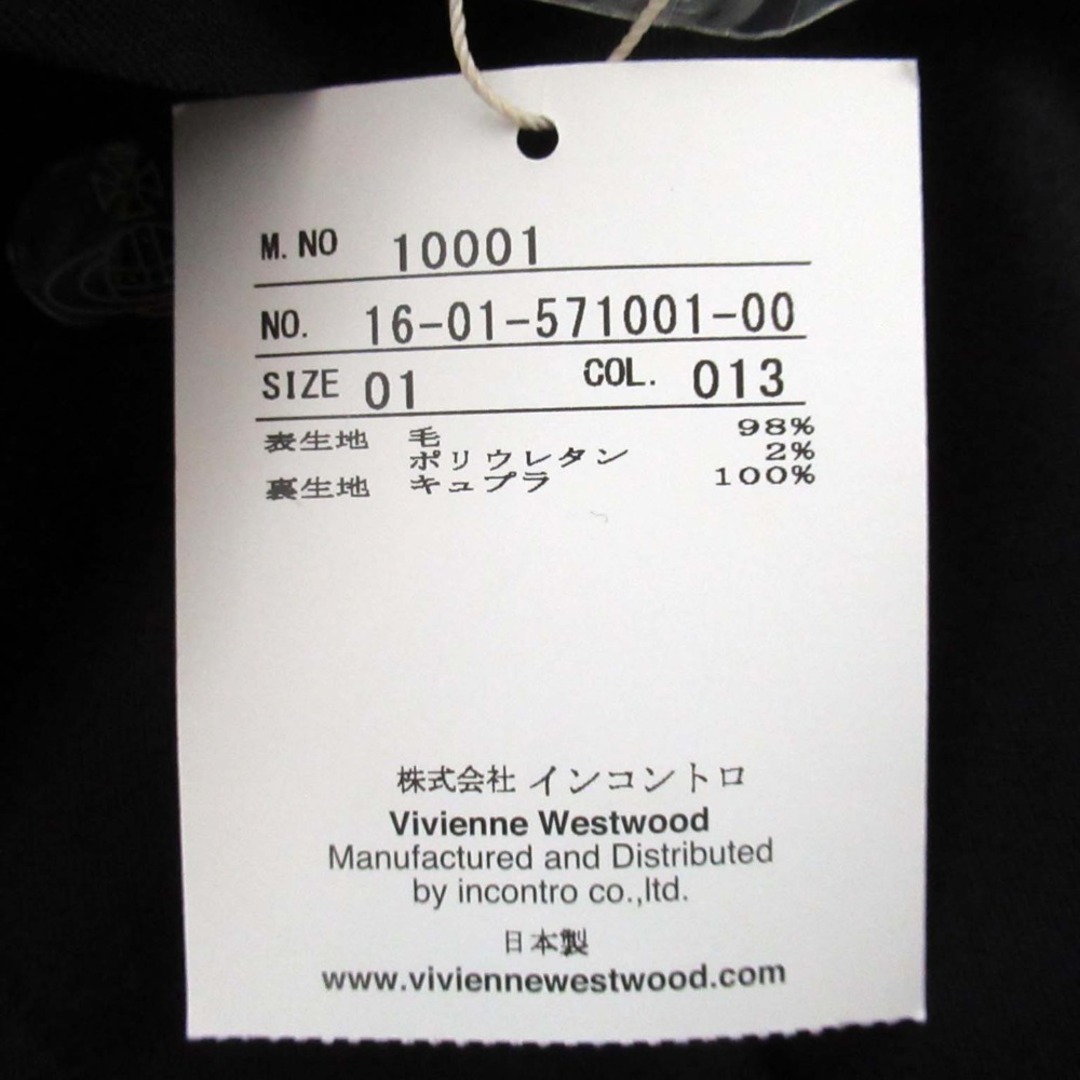 M. NO 10001
NO. 16-01-571001-00
SIZE 01 COL. 013
表生地 毛 98%
ポリウレタン 2%
裏生地 キュプラ 100%
株式会社 インコントロ
Vivienne Westwood
Manufactured and Distributed
by incontro co.,ltd.
日本製
www.viviennewestwood.com